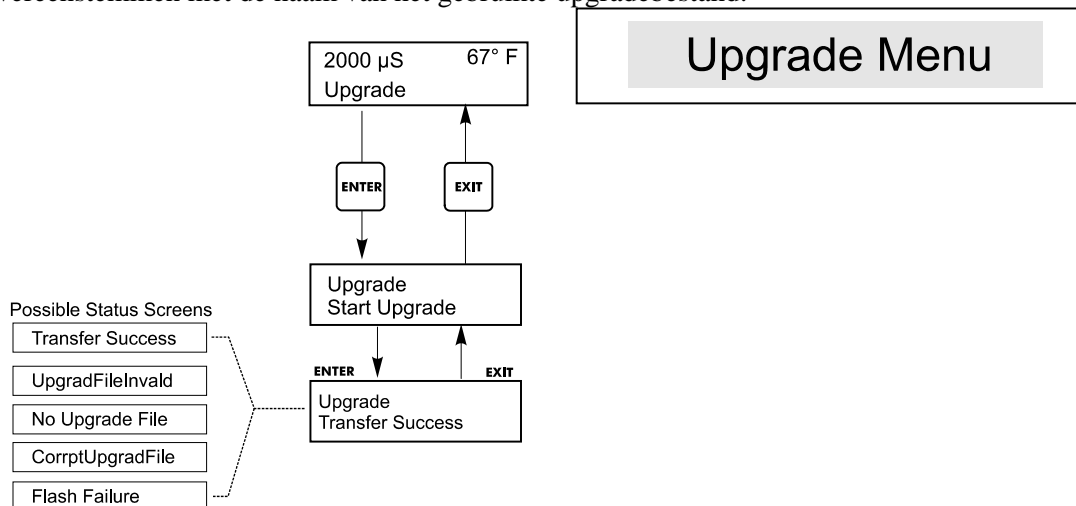 vereenstemmen met de naam van het gebruikte upgradebestand.
Upgrade Menu
2000 µS 67° F
Upgrade
ENTER EXIT
Upgrade
Start Upgrade
ENTER EXIT
Upgrade
Transfer Success
Possible Status Screens
Transfer Success
UpgradFileInvald
No Upgrade File
CorrptUpgradFile
Flash Failure